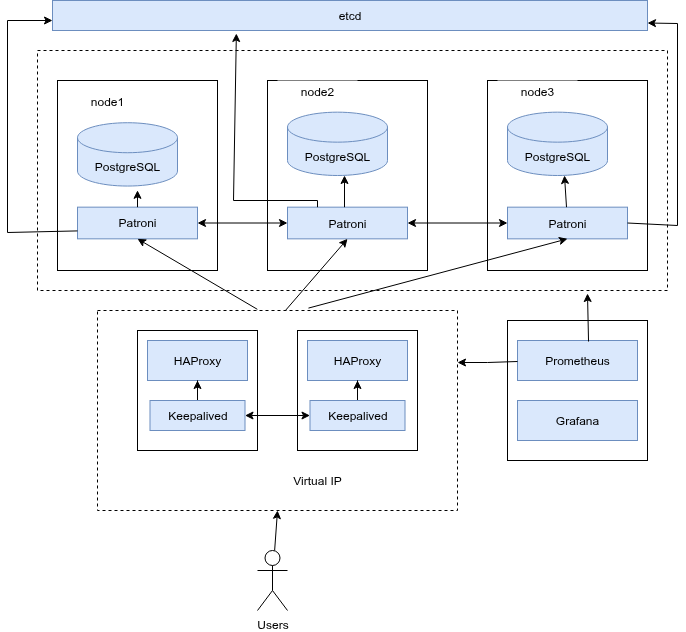 etcd
node1
node2
node3
PostgreSQL
PostgreSQL
PostgreSQL
Patroni
Patroni
Patroni
HAProxy
HAProxy
Prometheus
Keepalived
Keepalived
Grafana
Virtual IP
Users